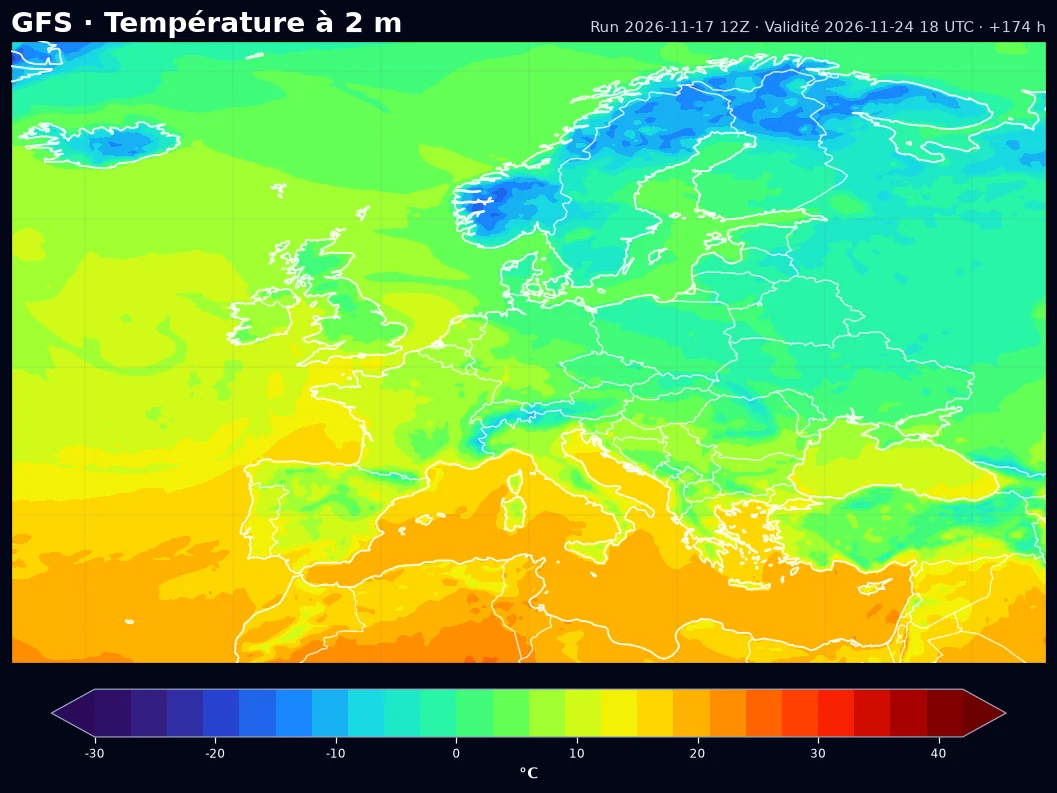 GFS · Température à 2 m
Run 2026-11-17 12Z · Validité 2026-11-24 18 UTC · +174 h
-30 -20 -10 0 10 20 30 40
°C